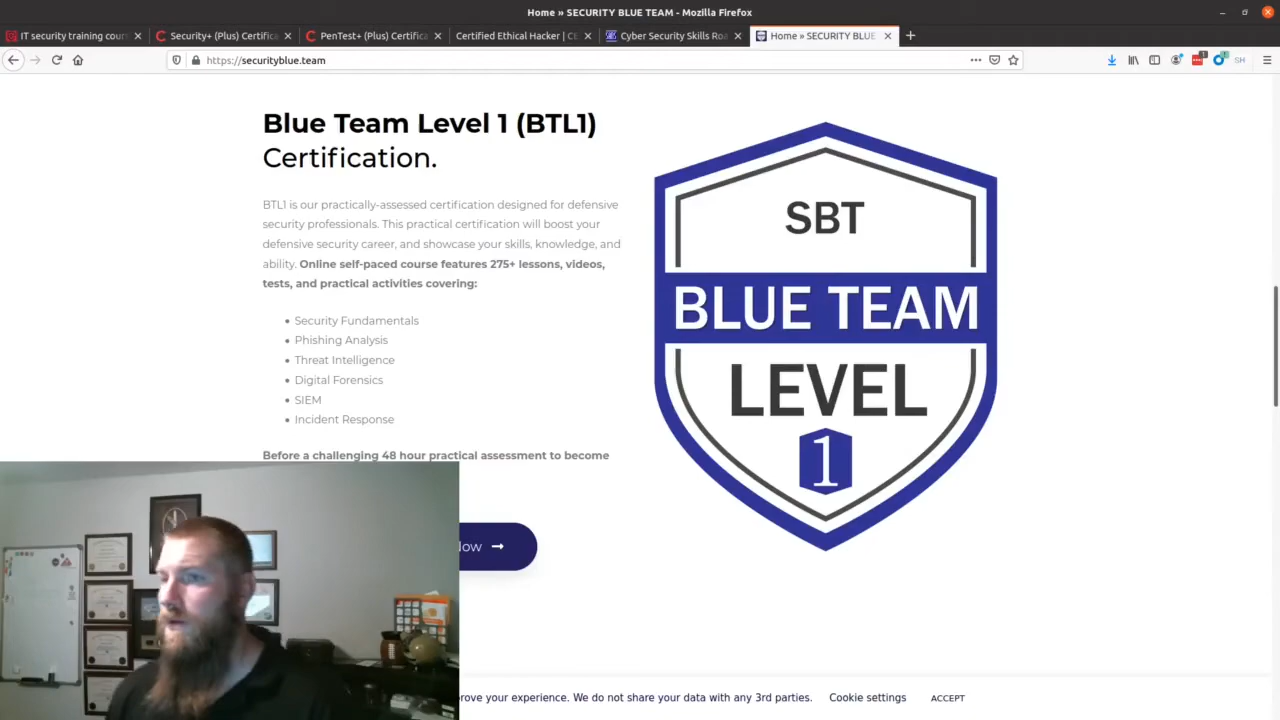 Home » SECURITY BLUE TEAM - Mozilla Firefox
IT security training cour
Security+ (Plus) Certifica
PenTest+ (Plus) Certifica
Certified Ethical Hacker | CE
Cyber Security Skills Roa
Home » SECURITY BLUE TE
https://securityblue.team
SH
Blue Team Level 1 (BTL1)
Certification.
BTL1 is our practically-assessed certification designed for defensive
security professionals. This practical certification will boost your
defensive security career, and showcase your skills, knowledge, and
ability. Online self-paced course features 275+ lessons, videos,
tests, and practical activities covering:
• Security Fundamentals
• Phishing Analysis
• Threat Intelligence
• Digital Forensics
• SIEM
• Incident Response
Before a challenging 48 hour practical assessment to become
SBT
BLUE TEAM
LEVEL
1
ow →
prove your experience. We do not share your data with any 3rd parties.
Cookie settings
ACCEPT